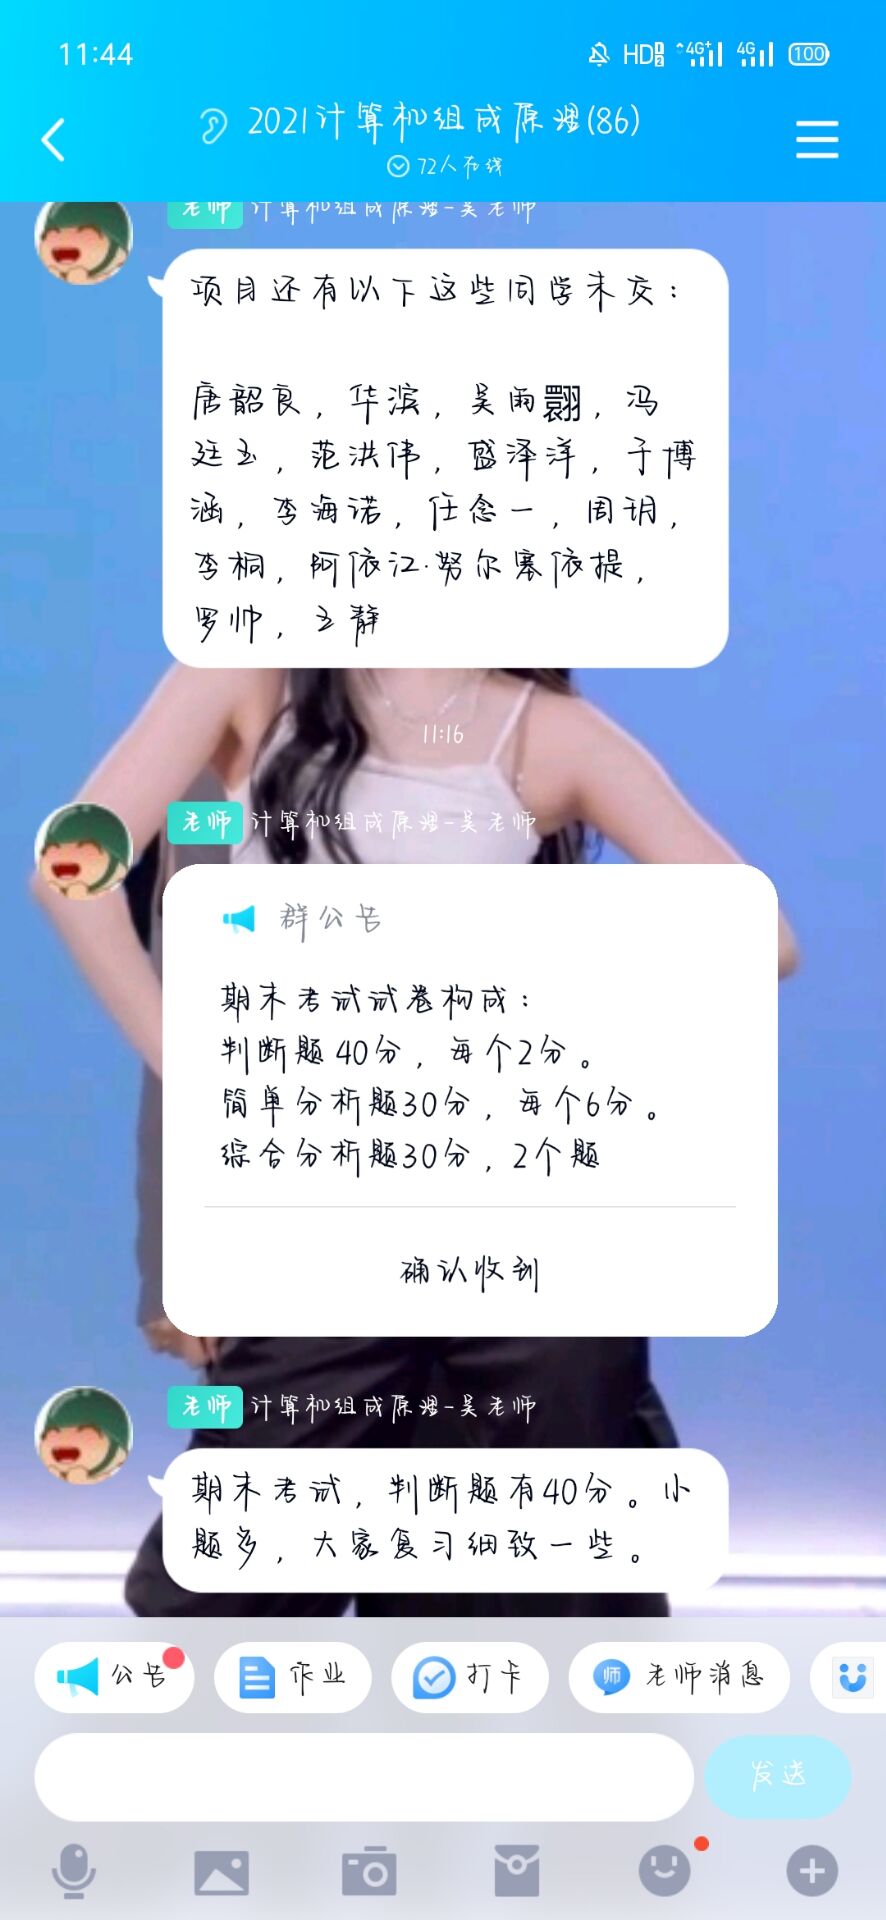 11:44
HD 4G+ 4G 100
2021计算机组成原理(86)
72人在线
老师 计算机组成原理-吴老师
项目还有以下这些同学未交：
唐韶良，华滨，吴雨翾，冯
廷玉，范洪伟，盛泽洋，于博
涵，李海诺，任念一，周玥，
李桐，阿依江·努尔塞依提，
罗帅，王静
11:16
老师 计算机组成原理-吴老师
群公告
期末考试试卷构成：
判断题40分，每个2分。
简单分析题30分，每个6分。
综合分析题30分，2个题
确认收到
老师 计算机组成原理-吴老师
期末考试，判断题有40分。小
题多，大家复习细致一些。
公告 作业 打卡 师 老师消息
发送